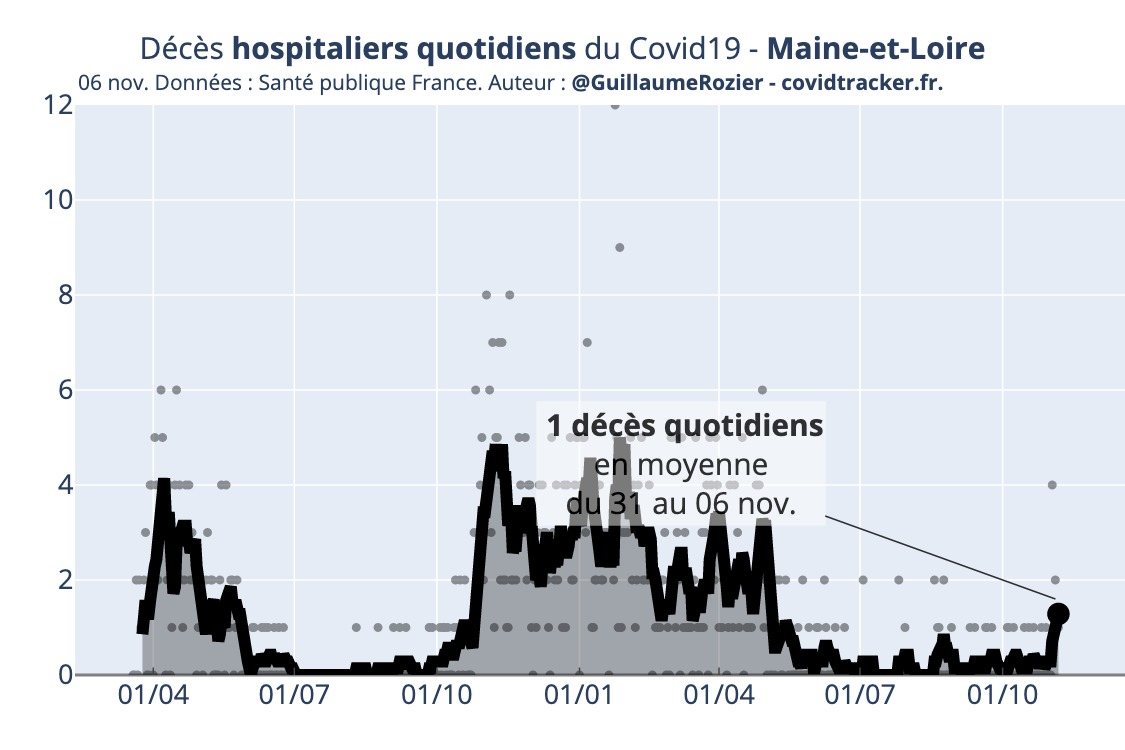 Décès hospitaliers quotidiens du Covid19 - Maine-et-Loire
06 nov. Données : Santé publique France. Auteur : @GuillaumeRozier - covidtracker.fr.
12
10
8
6
4
2
0
1 décès quotidiens
en moyenne
du 31 au 06 nov.
01/04 01/07 01/10 01/01 01/04 01/07 01/10